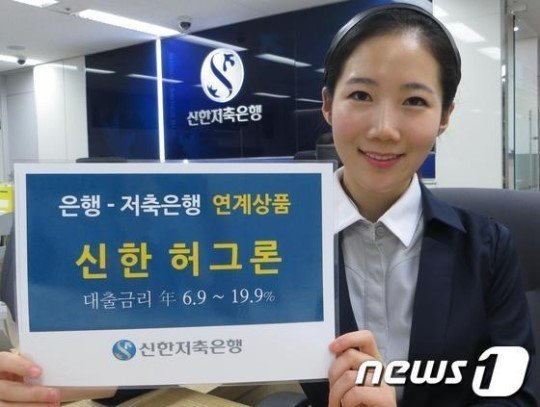 신한저축은행
은행 - 저축은행 연계상품
신한 허그론
대출금리 年 6.9 ~ 19.9%
신한저축은행
news1